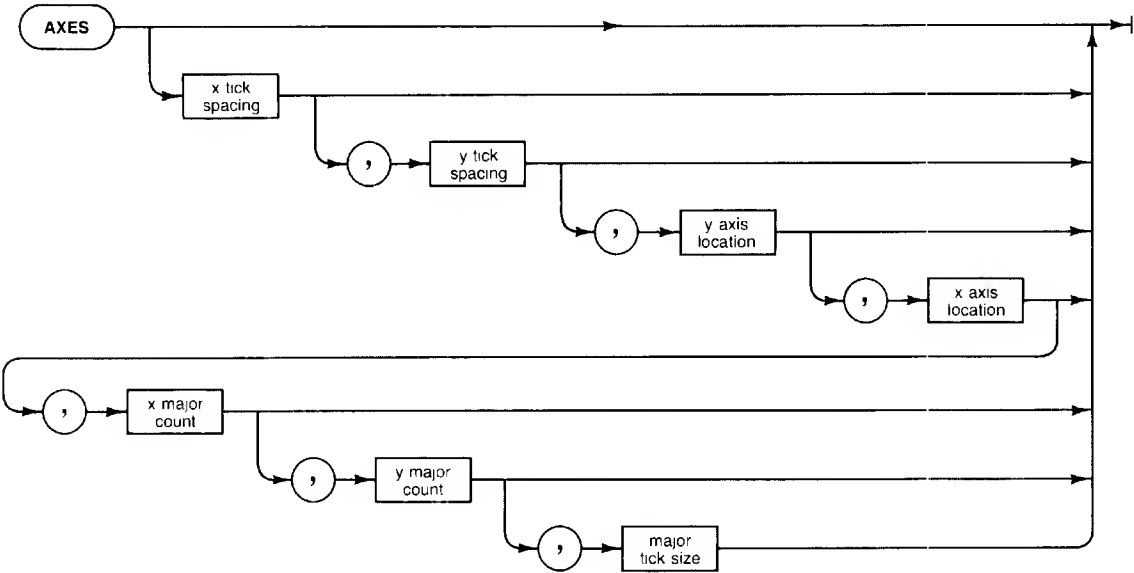 AXES
x tick
spacing
,
y tick
spacing
,
y axis
location
,
x axis
location
,
x major
count
,
y major
count
,
major
tick size